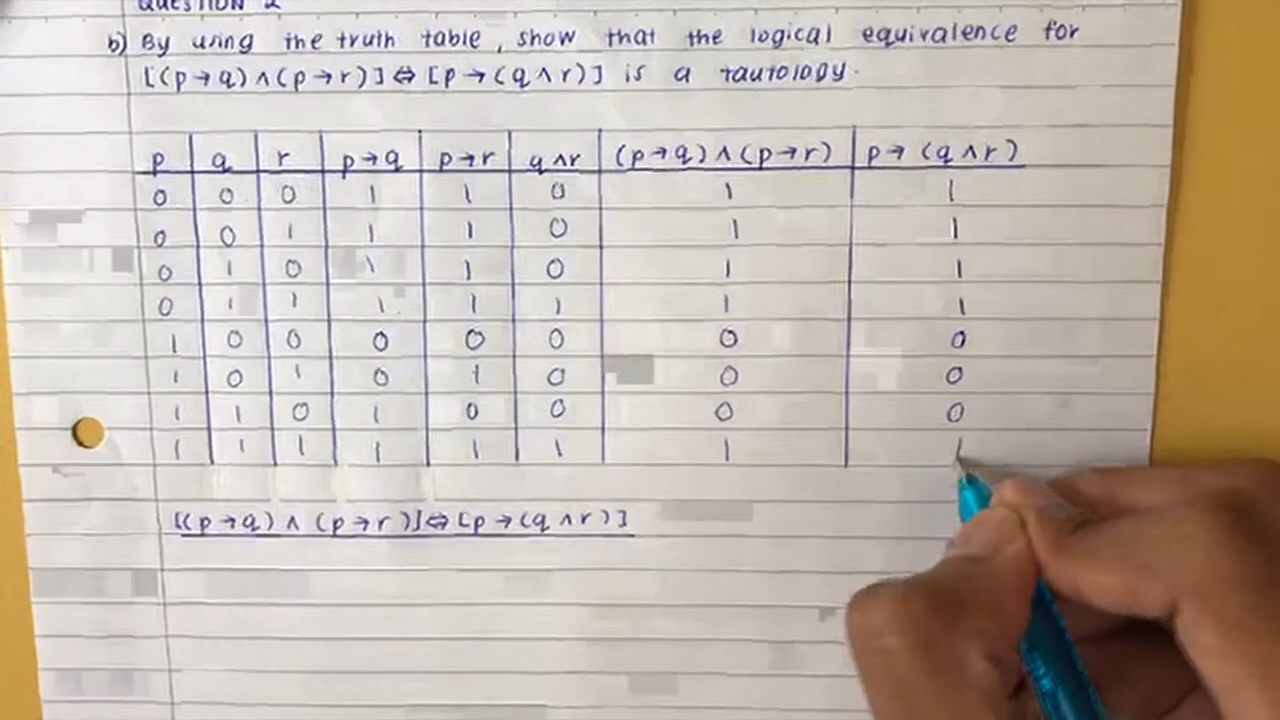 QUESTION 2
b) By using the truth table, show that the logical equivalence for
[(p→q)∧(p→r)]⇔[p→(q∧r)] is a tautology.
p q r p→q p→r q∧r (p→q)∧(p→r) p→(q∧r)
0 0 0 1 1 0 1 1
0 0 1 1 1 0 1 1
0 1 0 1 1 0 1 1
0 1 1 1 1 1 1 1
1 0 0 0 0 0 0 0
1 0 1 0 1 0 0 0
1 1 0 1 0 0 0 0
1 1 1 1 1 1 1 1
[(p→q)∧(p→r)]⇔[p→(q∧r)]